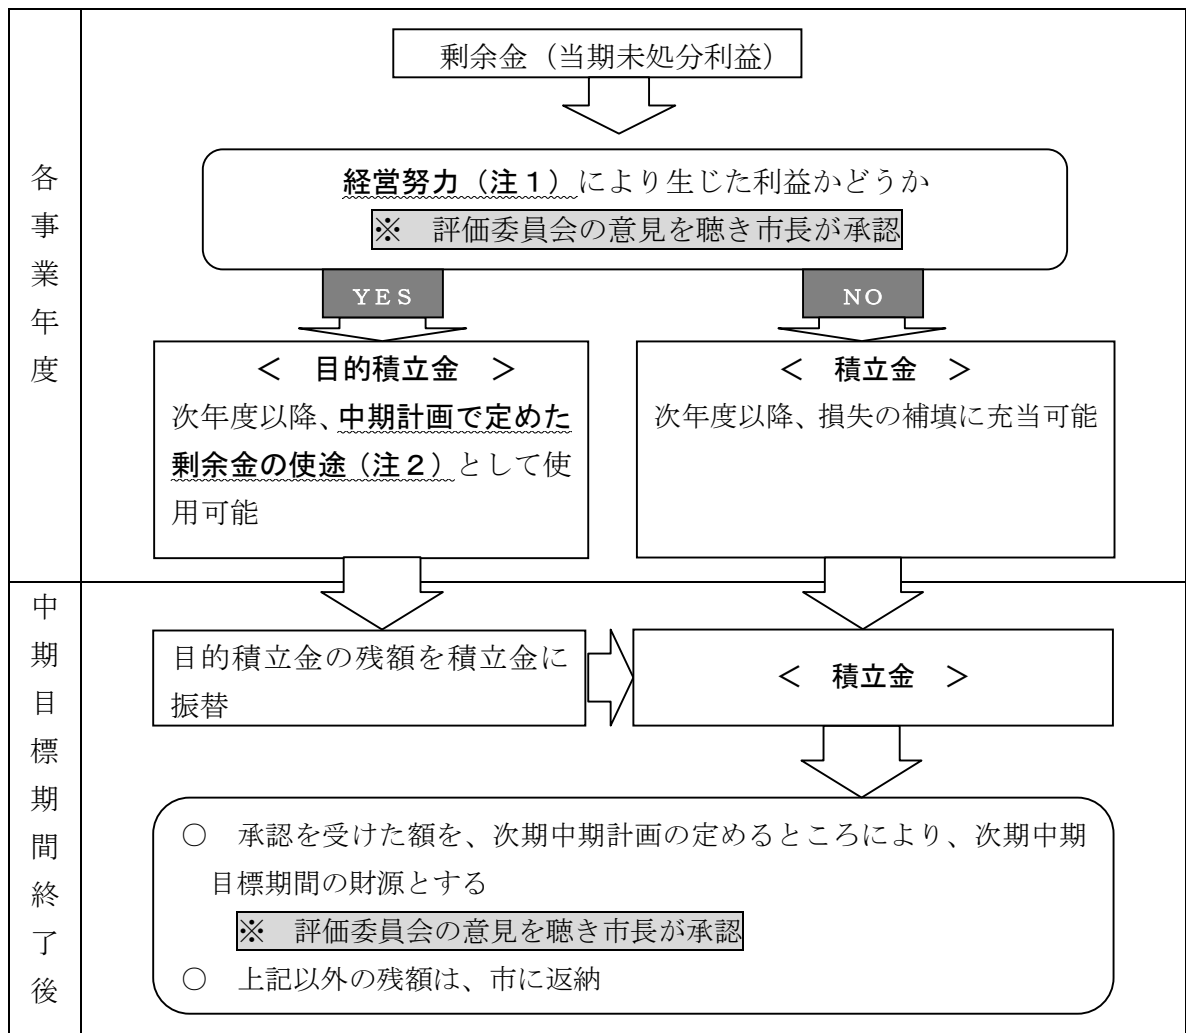 各事業年度
剰余金（当期未処分利益）
経営努力（注１）により生じた利益かどうか
※　評価委員会の意見を聴き市長が承認
ＹＥＳ
ＮＯ
＜　目的積立金　＞
次年度以降、中期計画で定めた
剰余金の使途（注２）として使
用可能
＜　積立金　＞
次年度以降、損失の補填に充当可能
中期目標期間終了後
目的積立金の残額を積立金に
振替
＜　積立金　＞
○　承認を受けた額を、次期中期計画の定めるところにより、次期中期
目標期間の財源とする
※　評価委員会の意見を聴き市長が承認
○　上記以外の残額は、市に返納